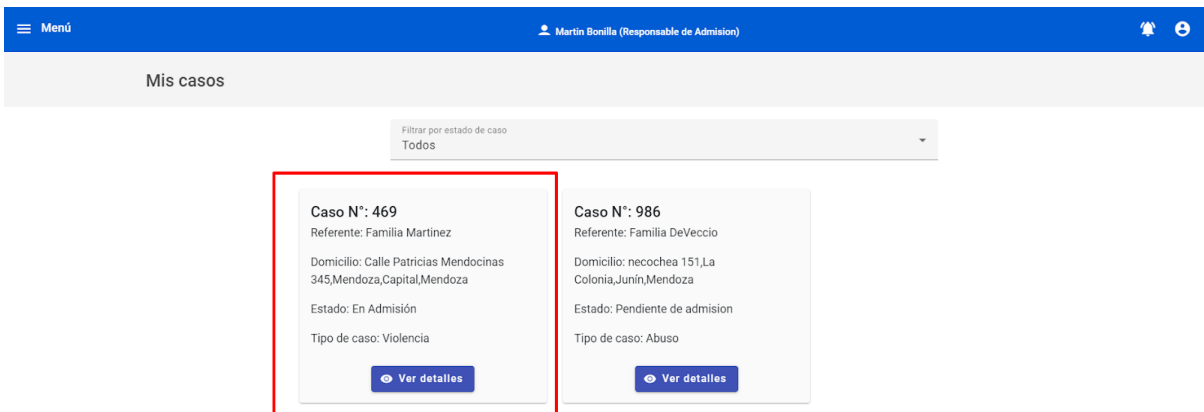 Menú
Martin Bonilla (Responsable de Admision)
Mis casos
Filtrar por estado de caso
Todos
Caso N°: 469
Referente: Familia Martinez
Domicilio: Calle Patricias Mendocinas
345,Mendoza,Capital,Mendoza
Estado: En Admisión
Tipo de caso: Violencia
Ver detalles
Caso N°: 986
Referente: Familia DeVeccio
Domicilio: necochea 151,La
Colonia,Junín,Mendoza
Estado: Pendiente de admision
Tipo de caso: Abuso
Ver detalles